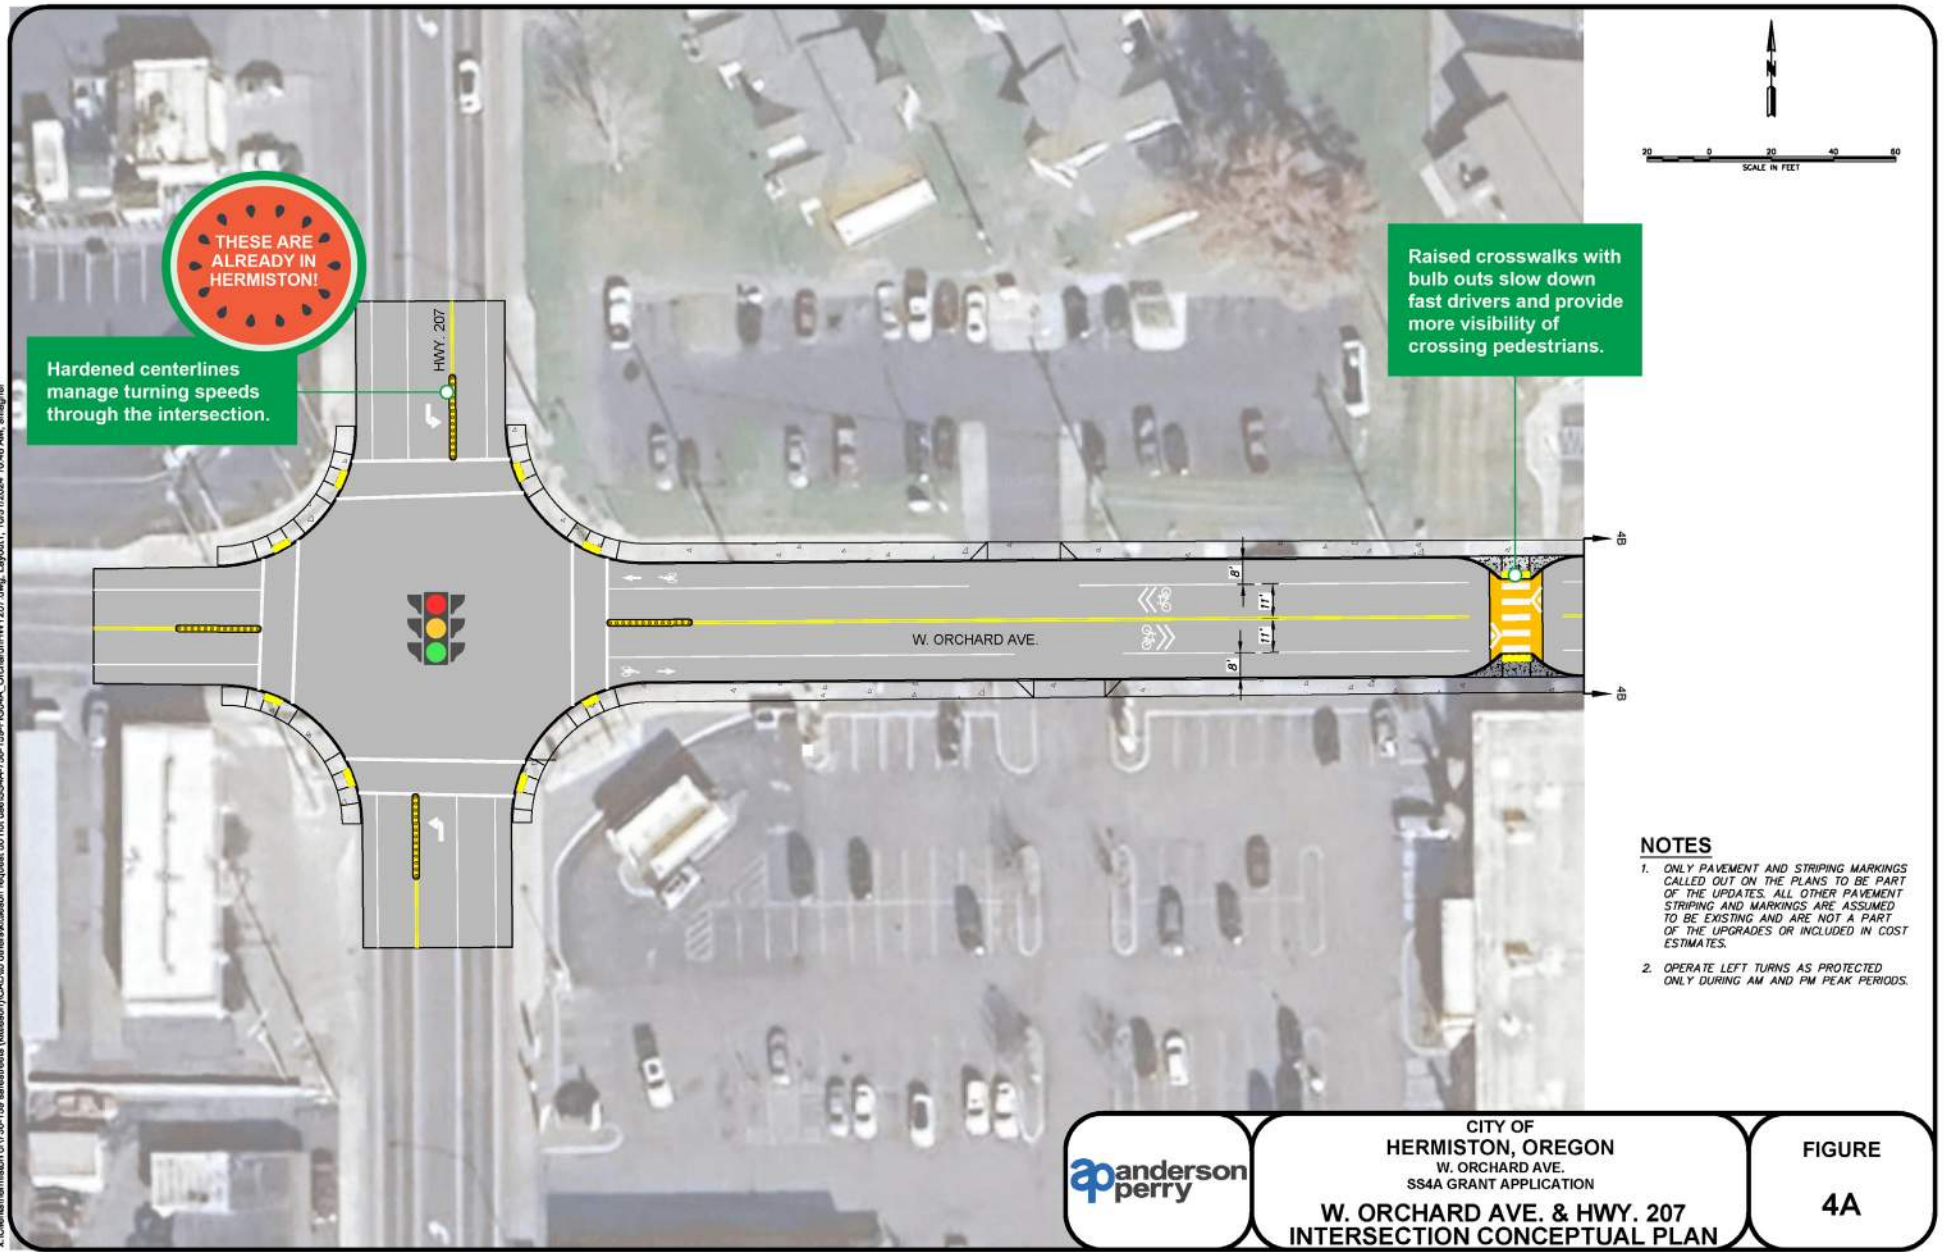 N
20 0 20 40 60
SCALE IN FEET
THESE ARE
ALREADY IN
HERMISTON!
Hardened centerlines
manage turning speeds
through the intersection.
HWY. 207
Raised crosswalks with
bulb outs slow down
fast drivers and provide
more visibility of
crossing pedestrians.
4B
8'
11'
W. ORCHARD AVE.
11'
8'
4B
NOTES
1. ONLY PAVEMENT AND STRIPING MARKINGS
CALLED OUT ON THE PLANS TO BE PART
OF THE UPDATES. ALL OTHER PAVEMENT
STRIPING AND MARKINGS ARE ASSUMED
TO BE EXISTING AND ARE NOT A PART
OF THE UPGRADES OR INCLUDED IN COST
ESTIMATES.
2. OPERATE LEFT TURNS AS PROTECTED
ONLY DURING AM AND PM PEAK PERIODS.
ap anderson
perry
CITY OF
HERMISTON, OREGON
W. ORCHARD AVE.
SS4A GRANT APPLICATION
W. ORCHARD AVE. & HWY. 207
INTERSECTION CONCEPTUAL PLAN
FIGURE
4A